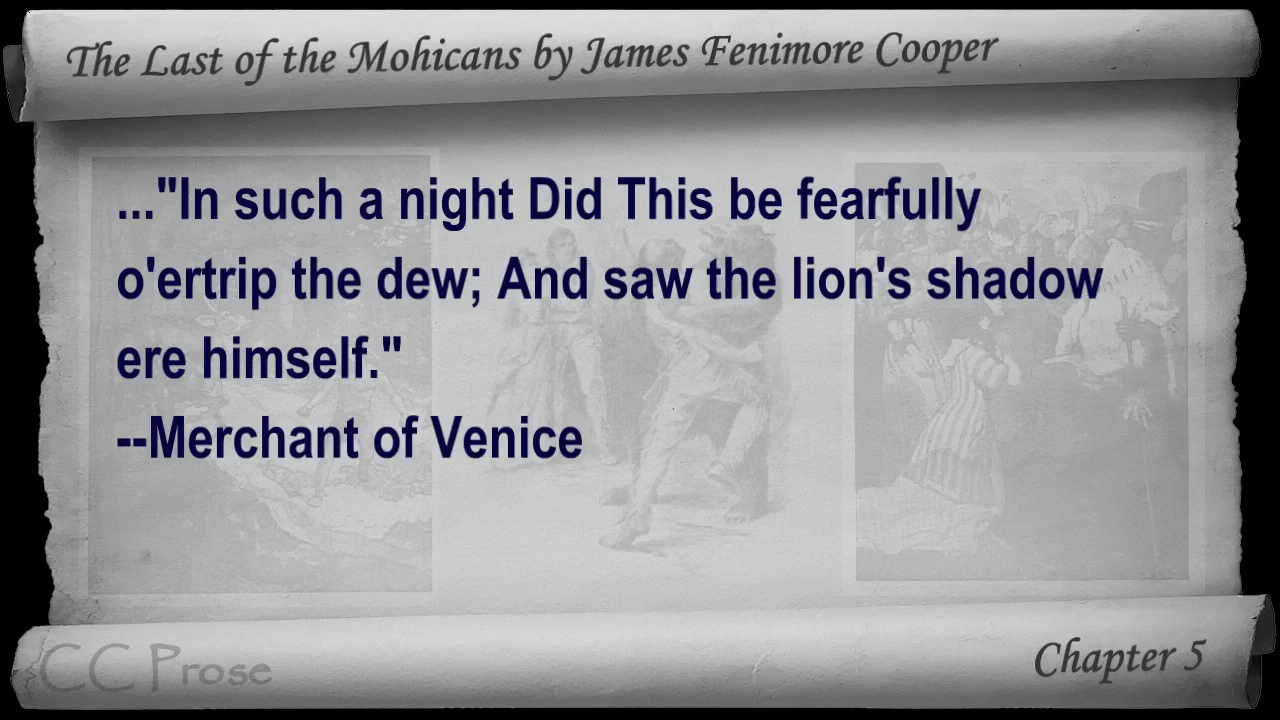 The Last of the Mohicans by James Fenimore Cooper
..."In such a night Did This be fearfully
o'ertrip the dew; And saw the lion's shadow
ere himself."
--Merchant of Venice
CC Prose
Chapter 5